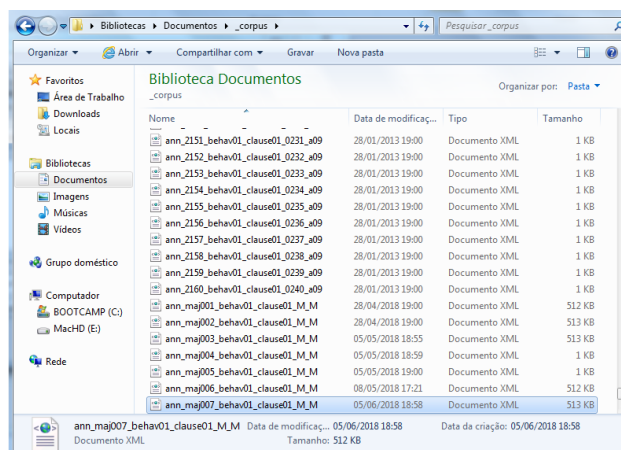 Bibliotecas Documentos _corpus
Pesquisar _corpus
Organizar Abrir Compartilhar com Gravar Nova pasta
Favoritos
Área de Trabalho
Downloads
Locais
Bibliotecas
Documentos
Imagens
Músicas
Vídeos
Grupo doméstico
Computador
BOOTCAMP (C:)
MacHD (E:)
Rede
Biblioteca Documentos
_corpus
Organizar por: Pasta
Nome Data de modificaç... Tipo Tamanho
ann_2151_behav01_clause01_0231_a09 28/01/2013 19:00 Documento XML 1 KB
ann_2152_behav01_clause01_0232_a09 28/01/2013 19:00 Documento XML 1 KB
ann_2153_behav01_clause01_0233_a09 28/01/2013 19:00 Documento XML 1 KB
ann_2154_behav01_clause01_0234_a09 28/01/2013 19:00 Documento XML 1 KB
ann_2155_behav01_clause01_0235_a09 28/01/2013 19:00 Documento XML 1 KB
ann_2156_behav01_clause01_0236_a09 28/01/2013 19:00 Documento XML 1 KB
ann_2157_behav01_clause01_0237_a09 28/01/2013 19:00 Documento XML 1 KB
ann_2158_behav01_clause01_0238_a09 28/01/2013 19:00 Documento XML 1 KB
ann_2159_behav01_clause01_0239_a09 28/01/2013 19:00 Documento XML 1 KB
ann_2160_behav01_clause01_0240_a09 28/01/2013 19:00 Documento XML 1 KB
ann_maj001_behav01_clause01_M_M 28/04/2018 19:00 Documento XML 512 KB
ann_maj002_behav01_clause01_M_M 28/04/2018 19:00 Documento XML 513 KB
ann_maj003_behav01_clause01_M_M 05/05/2018 18:55 Documento XML 513 KB
ann_maj004_behav01_clause01_M_M 05/05/2018 18:59 Documento XML 1 KB
ann_maj005_behav01_clause01_M_M 05/05/2018 19:00 Documento XML 1 KB
ann_maj006_behav01_clause01_M_M 08/05/2018 17:21 Documento XML 512 KB
ann_maj007_behav01_clause01_M_M 05/06/2018 18:58 Documento XML 513 KB
ann_maj007_behav01_clause01_M_M Data de modificaç... 05/06/2018 18:58 Data da criação: 05/06/2018 18:58
Documento XML Tamanho: 512 KB